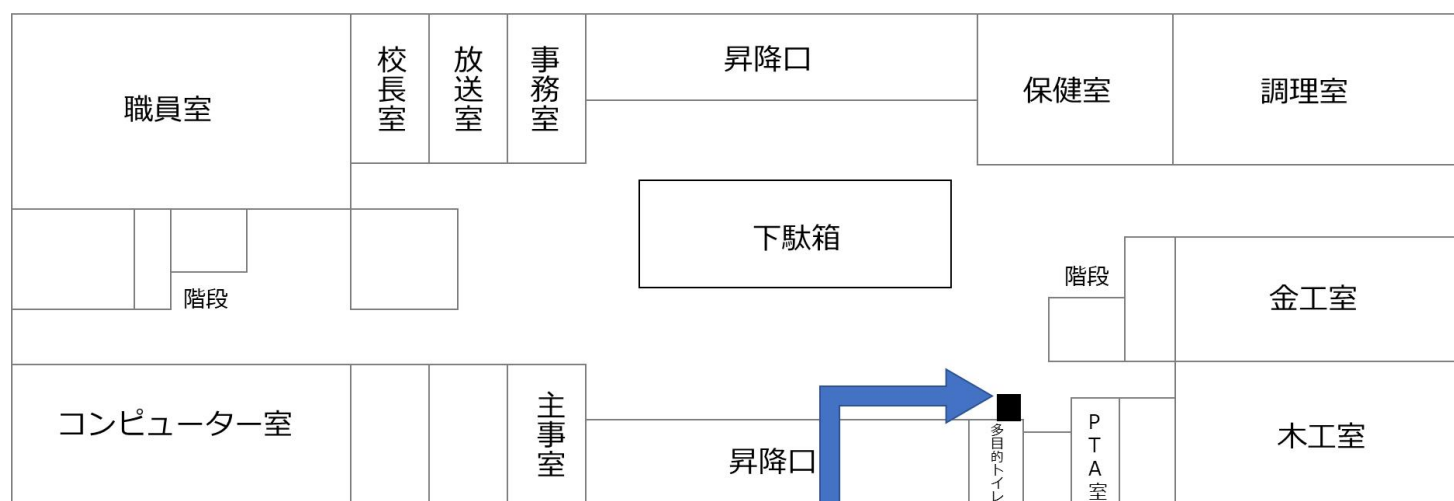 職員室
校長室
放送室
事務室
昇降口
保健室
調理室
下駄箱
階段
階段
金工室
コンピューター室
主事室
昇降口
多目的トイレ
PTA室
木工室